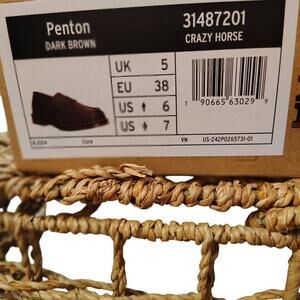 Penton
DARK BROWN
31487201
CRAZY HORSE
UK 5
EU 38
US 6
US 7
1 90665 63029 9
NJ004
Core
VN
US-242P0265731-01